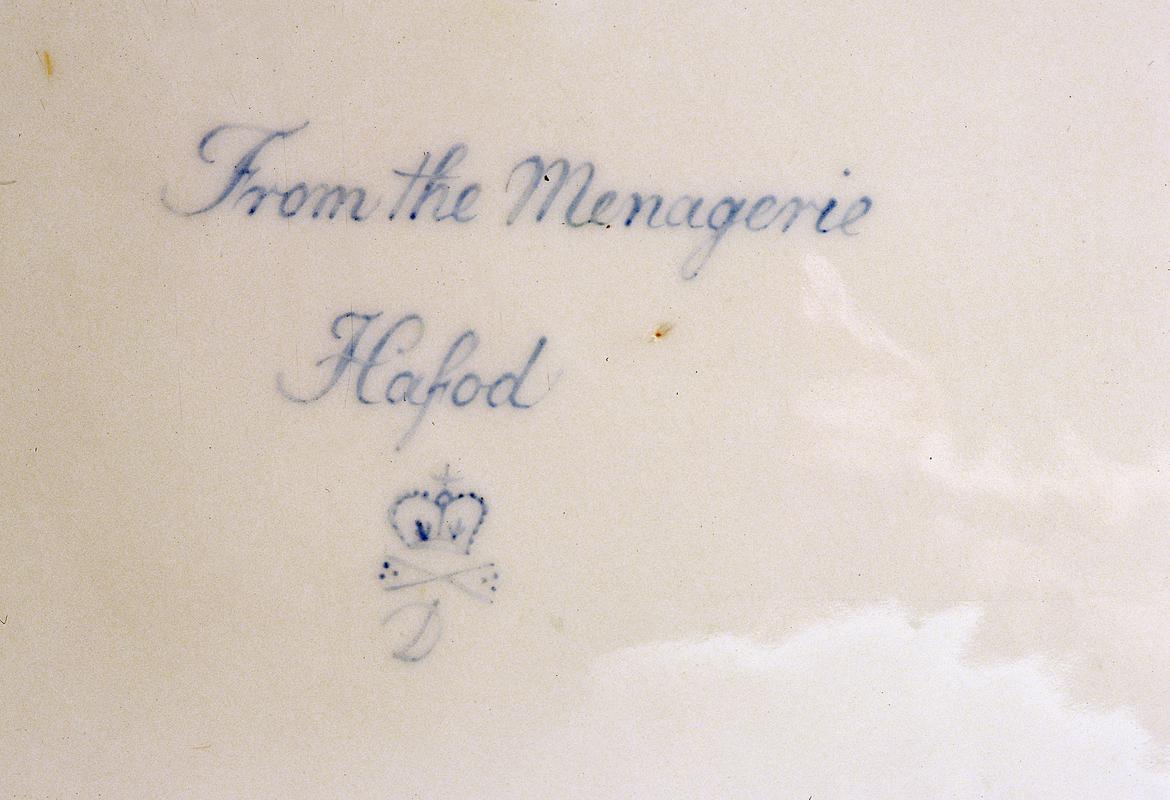 From the Menagerie
Hafod
D